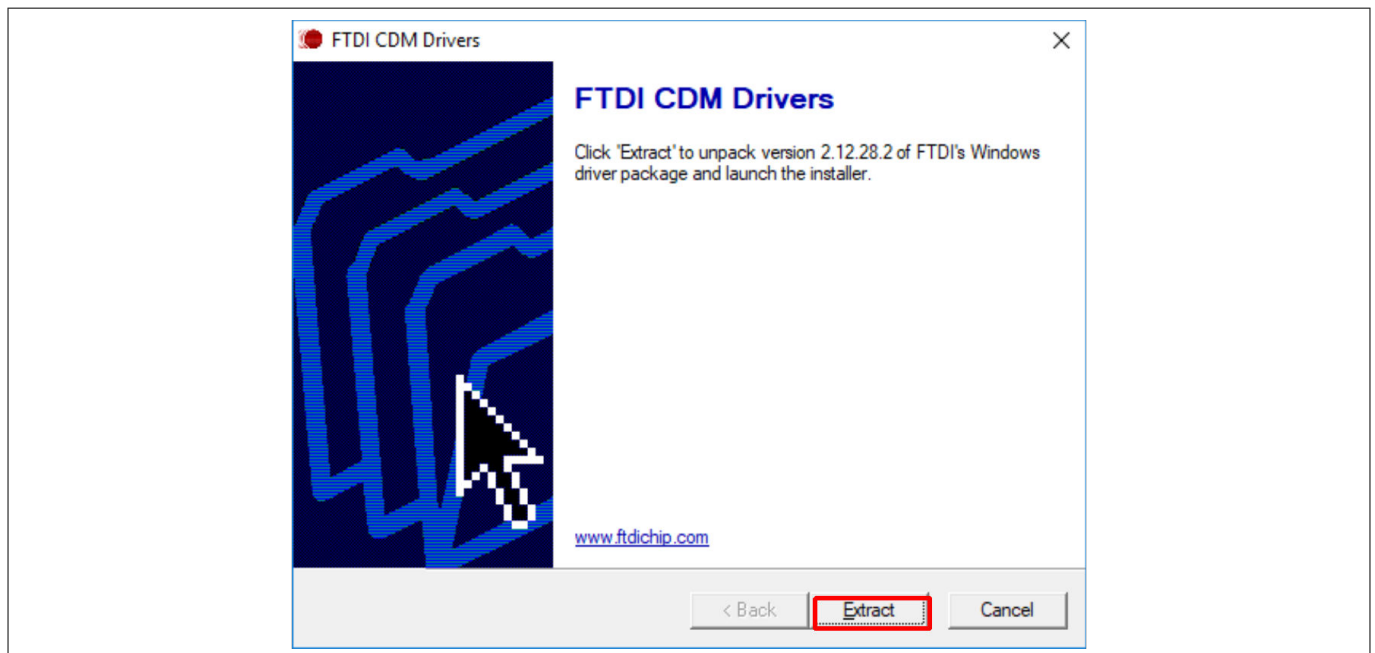 FTDI CDM Drivers
FTDI CDM Drivers
Click 'Extract' to unpack version 2.12.28.2 of FTDI's Windows
driver package and launch the installer.
www.ftdichip.com
< Back Extract Cancel